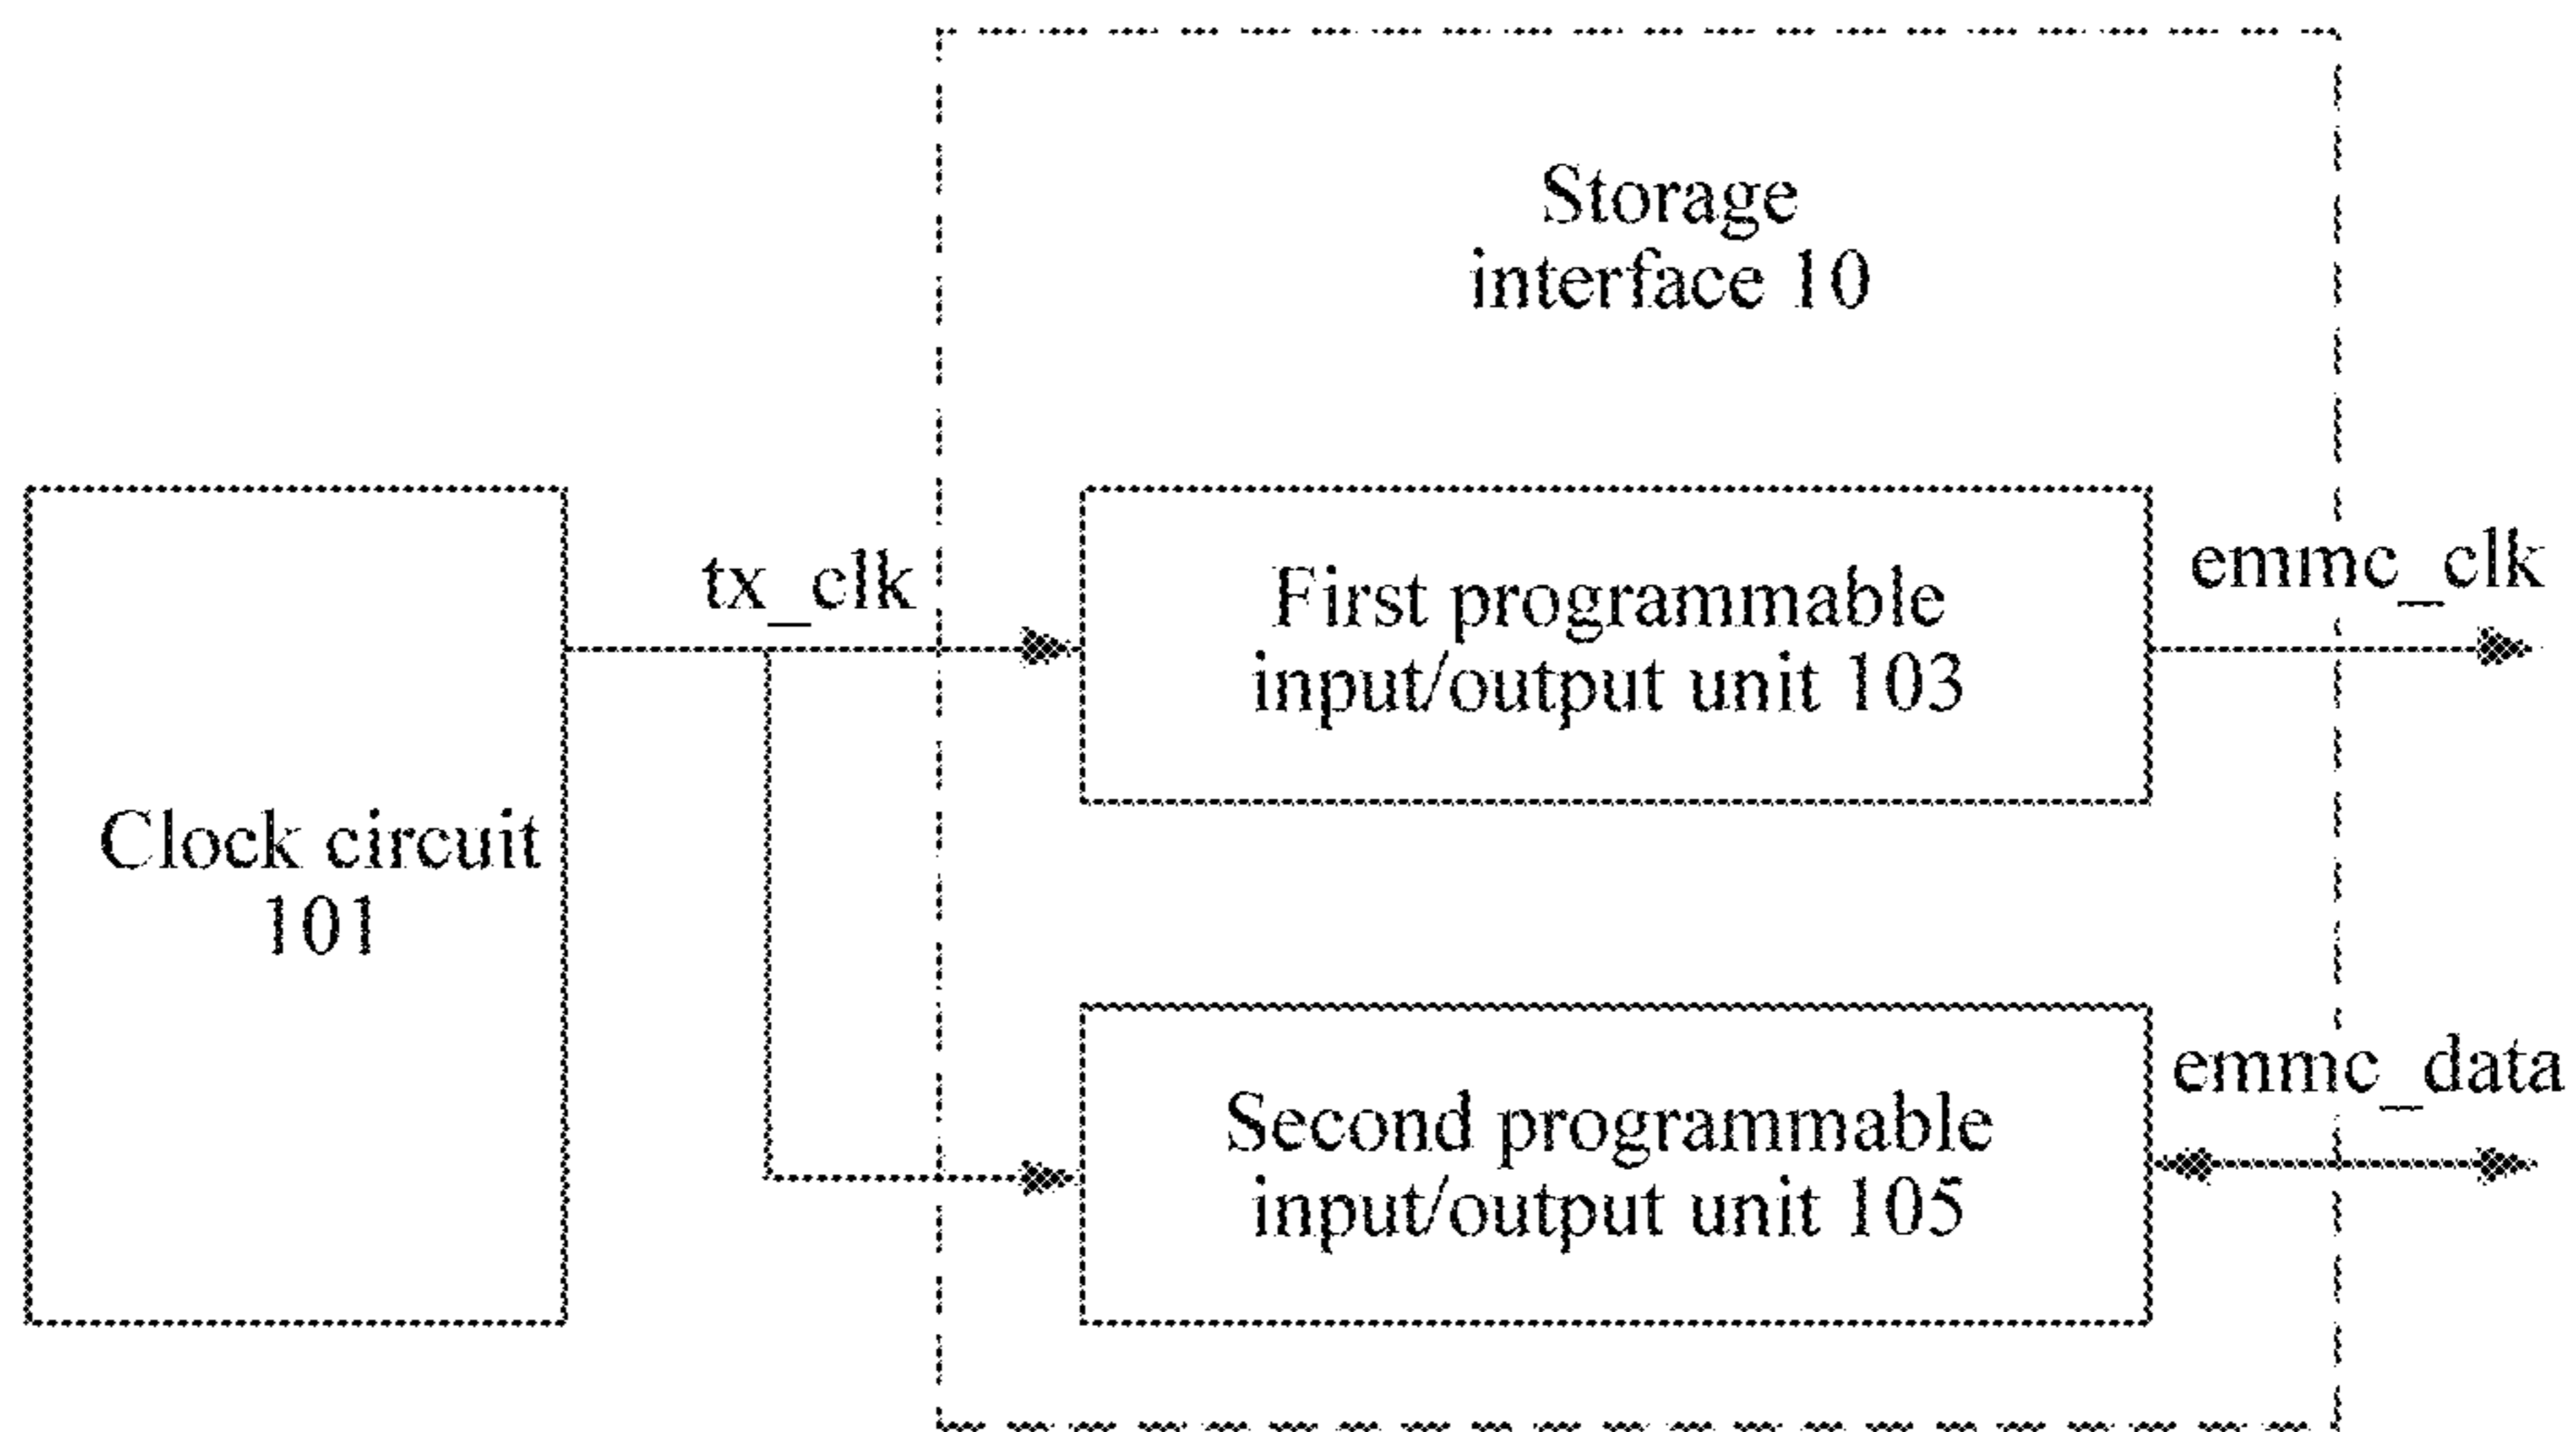 Storage
interface 10
tx_clk
First programmable
input/output unit 103
emmc_clk
Clock circuit
101
Second programmable
input/output unit 105
emmc_data